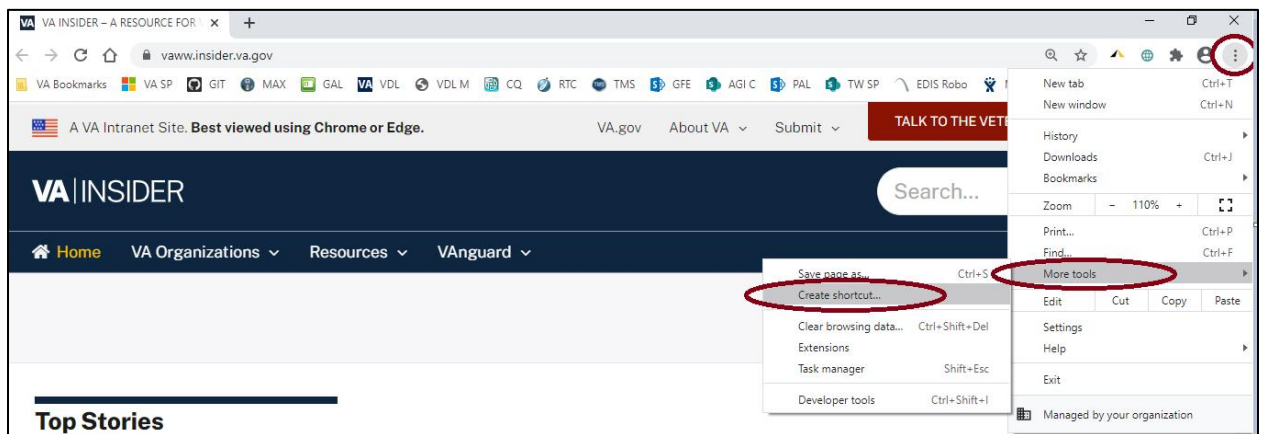 VA VA INSIDER – A RESOURCE FOR
vaww.insider.va.gov
VA Bookmarks VA SP GIT MAX GAL VA VDL VDL M CQ RTC TMS GFE AGI C PAL TW SP EDIS Robo
A VA Intranet Site. Best viewed using Chrome or Edge. VA.gov About VA Submit TALK TO THE VETE
VA|INSIDER
Search...
Home VA Organizations Resources VAnguard
Top Stories
New tab Ctrl+T
New window Ctrl+N
History
Downloads Ctrl+J
Bookmarks
Zoom - 110% +
Print... Ctrl+P
Find... Ctrl+F
More tools
Edit Cut Copy Paste
Settings
Help
Exit
Managed by your organization
Save page as... Ctrl+S
Create shortcut...
Clear browsing data... Ctrl+Shift+Del
Extensions
Task manager Shift+Esc
Developer tools Ctrl+Shift+I